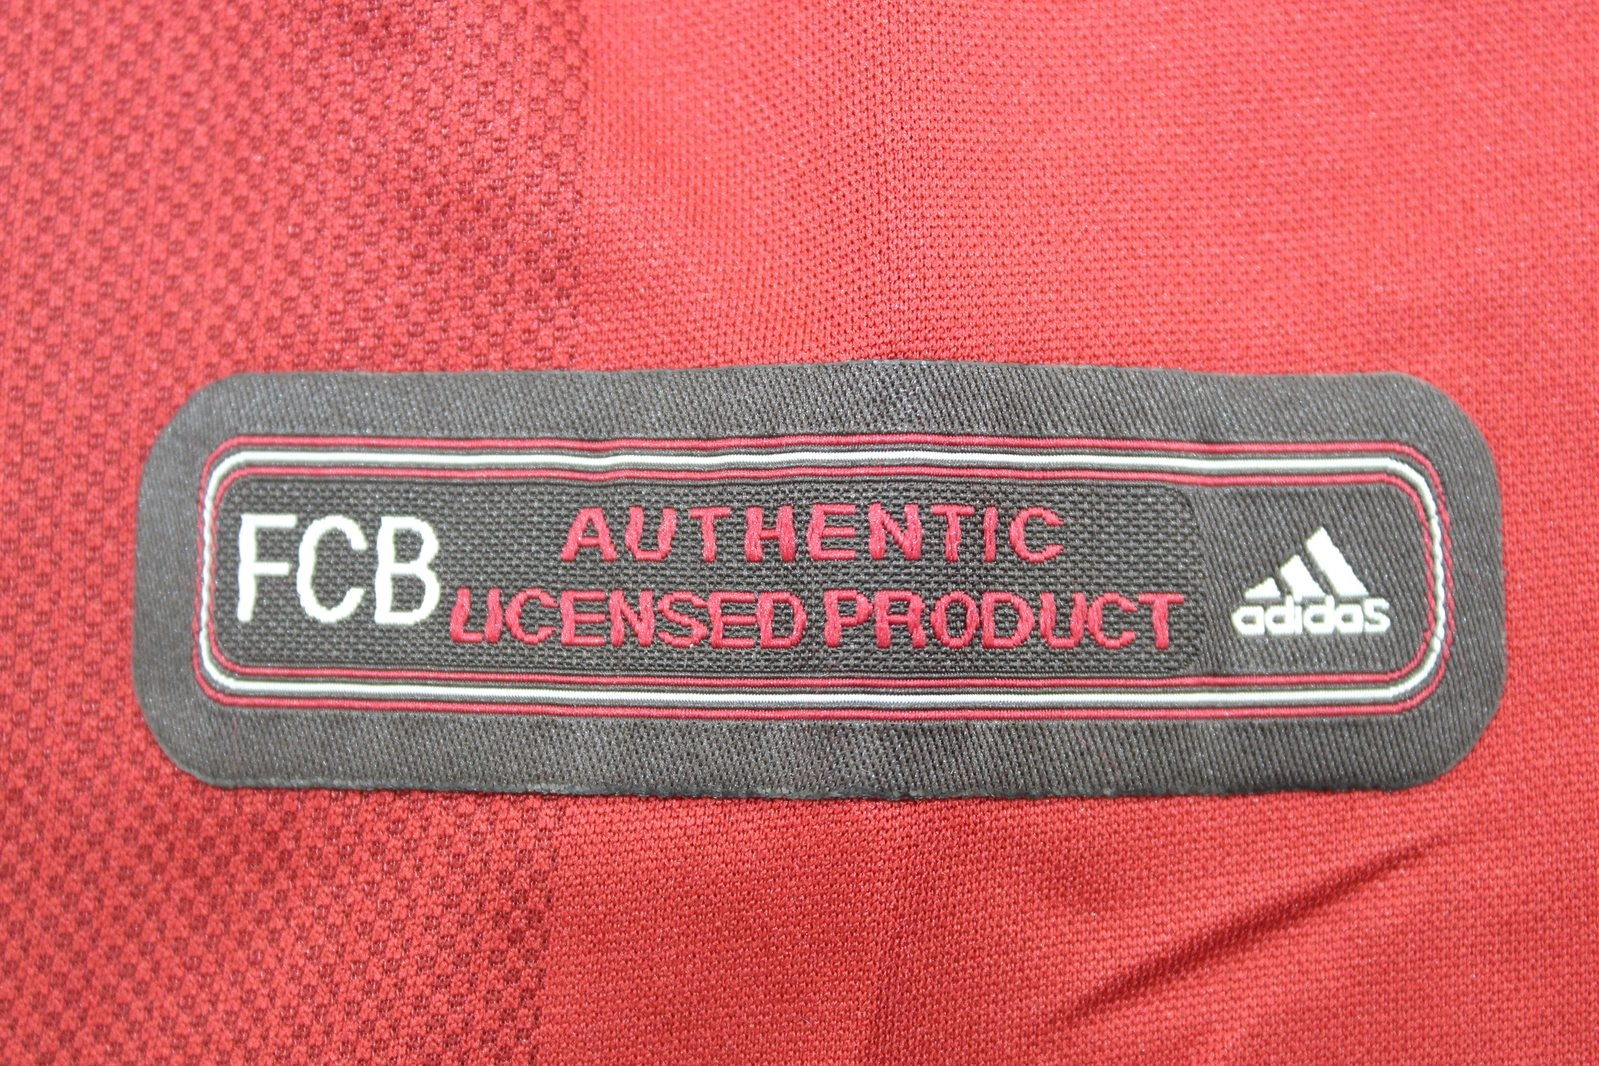 FCB
AUTHENTIC
LICENSED PRODUCT
adidas